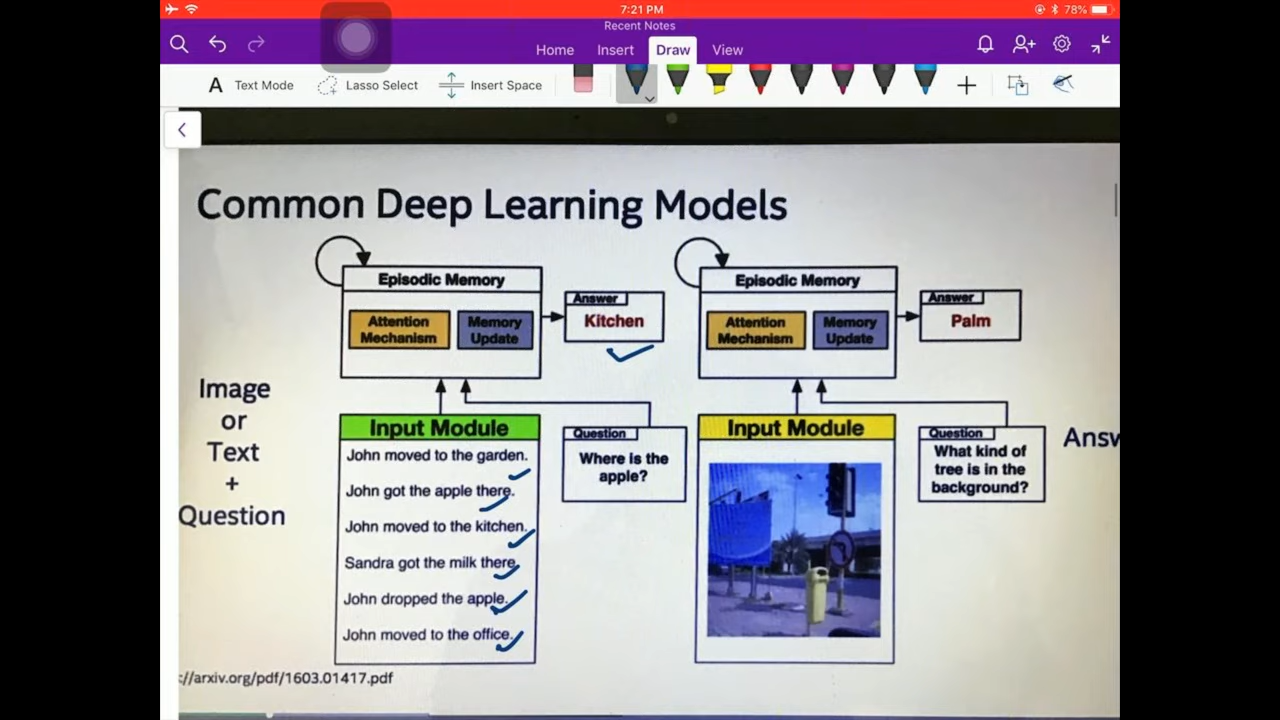 7:21 PM
78%
Recent Notes
Home Insert Draw View
A Text Mode Lasso Select Insert Space
Common Deep Learning Models
Episodic Memory
Attention
Mechanism
Memory
Update
Answer
Kitchen
Episodic Memory
Attention
Mechanism
Memory
Update
Answer
Palm
Image
or
Text
+
Question
Input Module
John moved to the garden.
John got the apple there.
John moved to the kitchen.
Sandra got the milk there.
John dropped the apple.
John moved to the office.
Question
Where is the
apple?
Input Module
Question
What kind of
tree is in the
background?
Answ
://arxiv.org/pdf/1603.01417.pdf